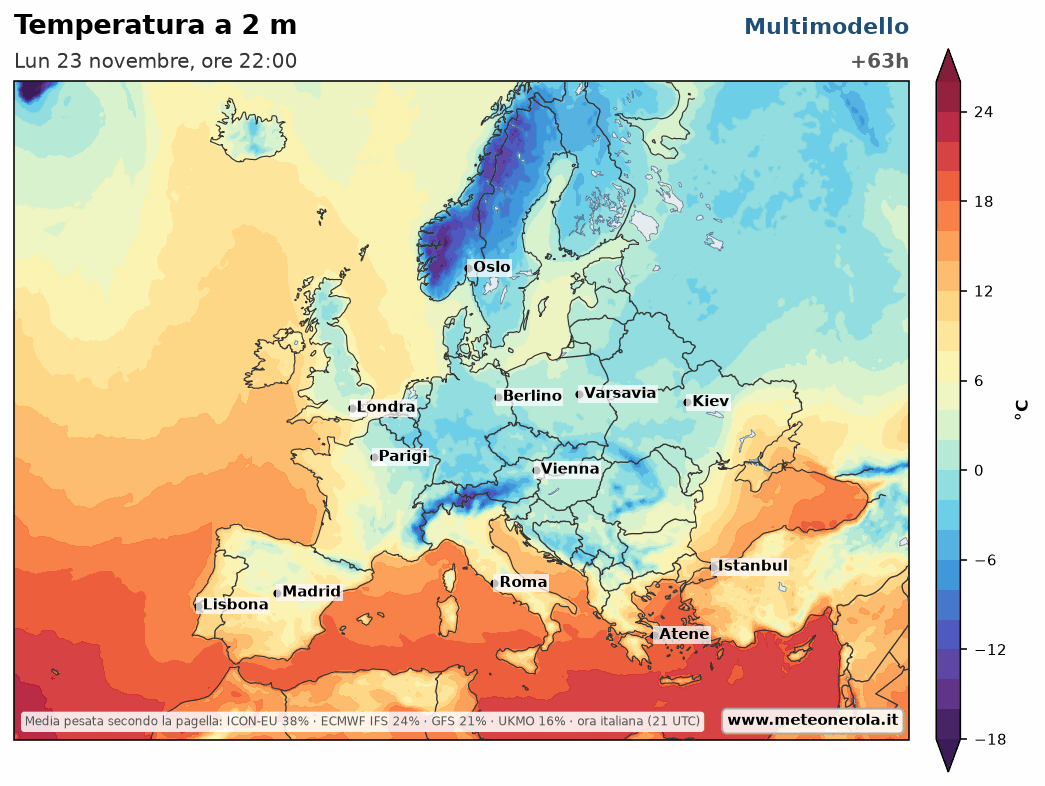 Temperatura a 2 m
Multimodello
Lun 23 novembre, ore 22:00
+63h
24
18
12
6
0
−6
−12
−18
°C
Oslo
Londra
Berlino
Varsavia
Kiev
Parigi
Vienna
Istanbul
Roma
Madrid
Lisbona
Atene
Media pesata secondo la pagella: ICON-EU 38% · ECMWF IFS 24% · GFS 21% · UKMO 16% · ora italiana (21 UTC)
www.meteonerola.it